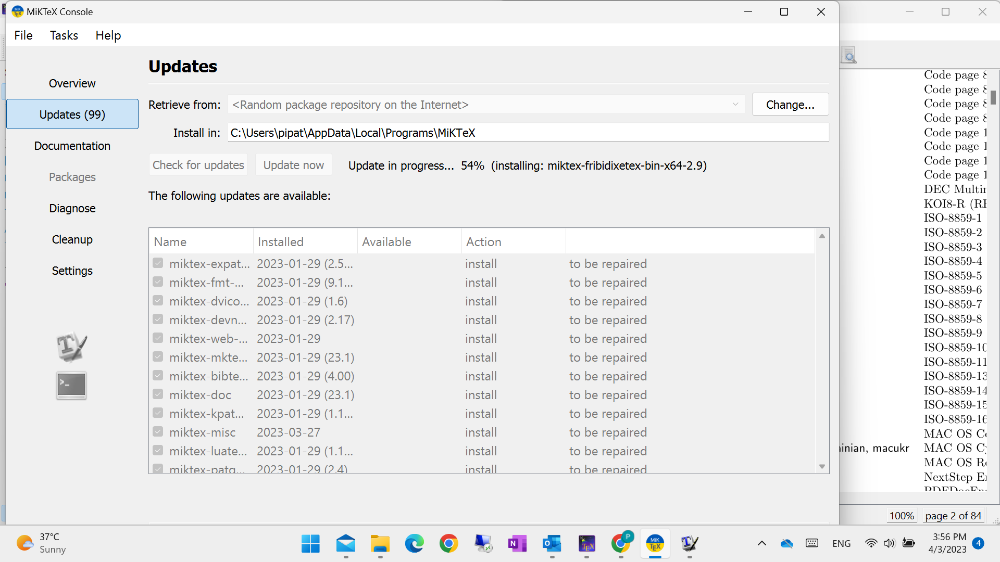 MiKTeX Console
File Tasks Help
Updates
Overview
Updates (99)
Documentation
Packages
Diagnose
Cleanup
Settings
Retrieve from: <Random package repository on the Internet> Change...
Install in: C:\Users\pipat\AppData\Local\Programs\MiKTeX
Check for updates Update now Update in progress... 54% (installing: miktex-fribidixetex-bin-x64-2.9)
The following updates are available:
Name Installed Available Action
miktex-expat... 2023-01-29 (2.5... install to be repaired
miktex-fmt-... 2023-01-29 (9.1... install to be repaired
miktex-dvico... 2023-01-29 (1.6) install to be repaired
miktex-devn... 2023-01-29 (2.17) install to be repaired
miktex-web-... 2023-01-29 install to be repaired
miktex-mkte... 2023-01-29 (23.1) install to be repaired
miktex-bibte... 2023-01-29 (4.00) install to be repaired
miktex-doc 2023-01-29 (23.1) install to be repaired
miktex-kpat... 2023-01-29 (1.1... install to be repaired
miktex-misc 2023-03-27 install to be repaired
miktex-luate... 2023-01-29 (1.1... install to be repaired
miktex-patg... 2023-01-29 (2.4) install to be repaired
Code page 8
Code page 8
Code page 8
Code page 8
Code page 1
Code page 1
Code page 1
Code page 1
DEC Multin
KOI8-R (RF
ISO-8859-1
ISO-8859-2
ISO-8859-3
ISO-8859-4
ISO-8859-5
ISO-8859-6
ISO-8859-7
ISO-8859-8
ISO-8859-9
ISO-8859-10
ISO-8859-11
ISO-8859-13
ISO-8859-14
ISO-8859-15
ISO-8859-16
MAC OS Ce
ainian, macukr MAC OS Cy
MAC OS Ro
NextStep En
PDFDocEnc
100% page 2 of 84
37°C
Sunny
ENG
3:56 PM
4/3/2023
4